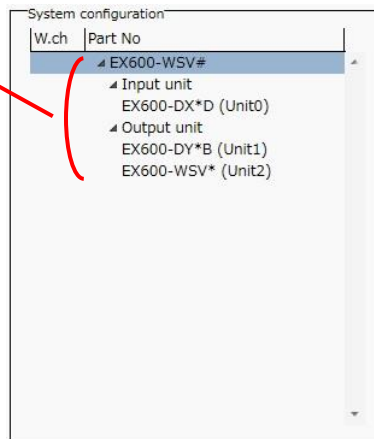 System configuration
W.ch Part No
EX600-WSV#
Input unit
EX600-DX*D (Unit0)
Output unit
EX600-DY*B (Unit1)
EX600-WSV* (Unit2)